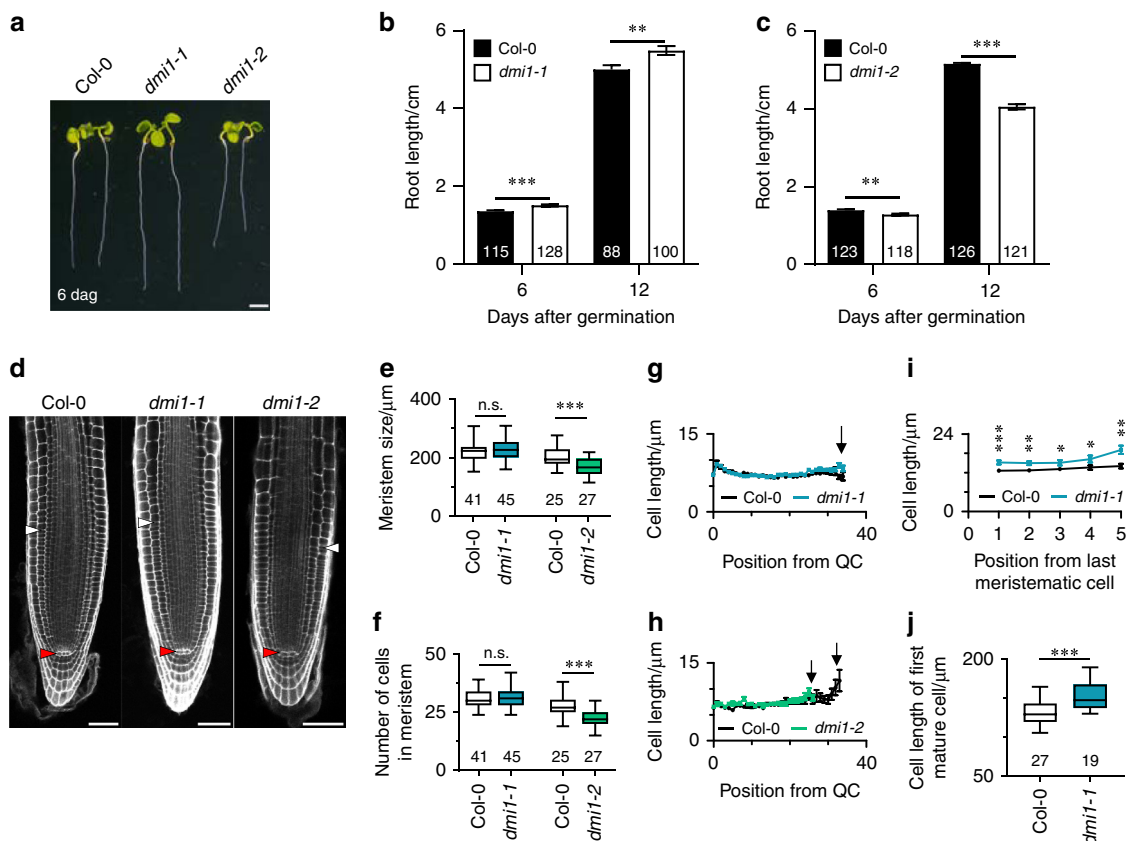 a
Col-0
dmi1-1
dmi1-2
6 dag
b
Root length/cm
6
4
2
0
Col-0
dmi1-1
***
**
115
128
88
100
6
12
Days after germination
c
Root length/cm
6
4
2
0
Col-0
dmi1-2
**
***
123
118
126
121
6
12
Days after germination
d
Col-0
dmi1-1
dmi1-2
e
Meristem size/μm
400
200
0
n.s.
***
41
45
25
27
Col-0
dmi1-1
Col-0
dmi1-2
f
Number of cells
in meristem
50
25
0
n.s.
***
41
45
25
27
Col-0
dmi1-1
Col-0
dmi1-2
g
Cell length/μm
15
0
Col-0
dmi1-1
0
40
Position from QC
h
Cell length/μm
15
0
Col-0
dmi1-2
0
40
Position from QC
i
Cell length/μm
24
12
0
***
**
*
*
**
Col-0
dmi1-1
1 2 3 4 5
Position from last
meristematic cell
j
Cell length of first
mature cell/μm
200
50
***
27
19
Col-0
dmi1-1